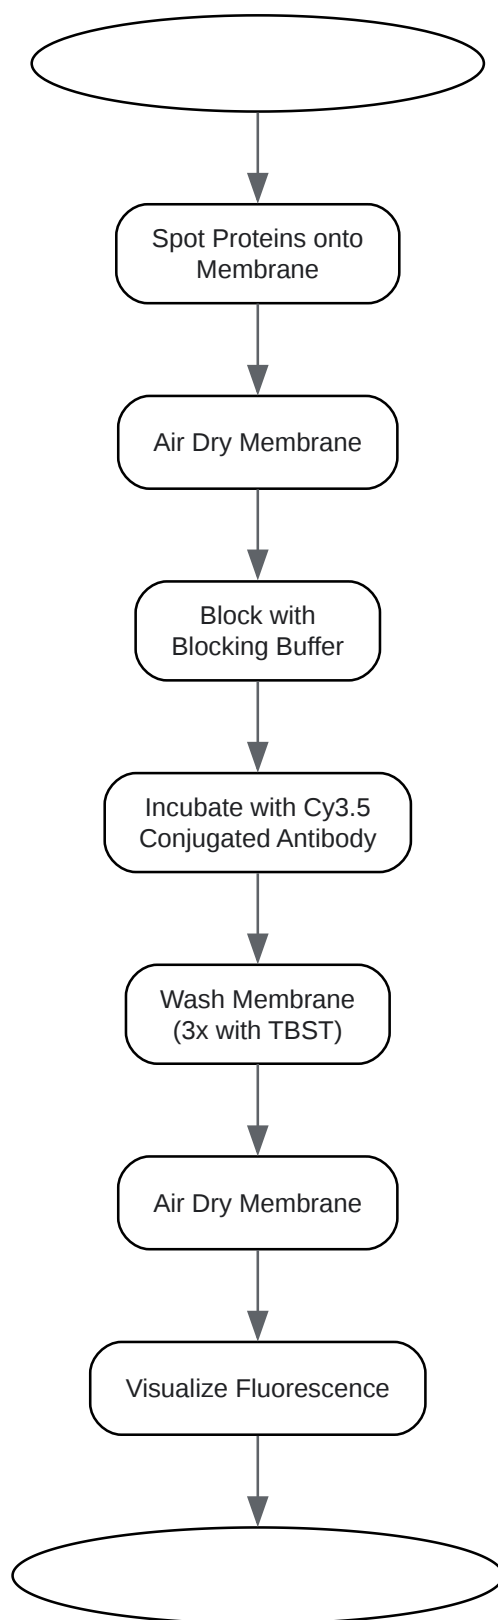 Spot Proteins onto
Membrane
Air Dry Membrane
Block with
Blocking Buffer
Incubate with Cy3.5
Conjugated Antibody
Wash Membrane
(3x with TBST)
Air Dry Membrane
Visualize Fluorescence